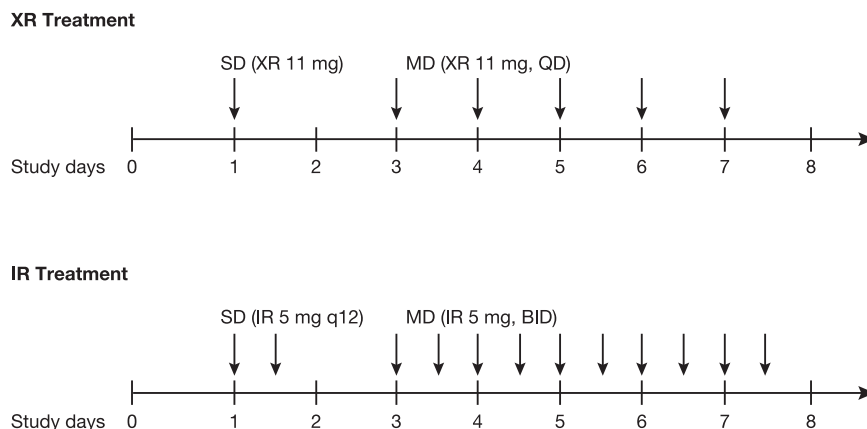 XR Treatment
SD (XR 11 mg) MD (XR 11 mg, QD)
Study days 0 1 2 3 4 5 6 7 8
IR Treatment
SD (IR 5 mg q12) MD (IR 5 mg, BID)
Study days 0 1 2 3 4 5 6 7 8